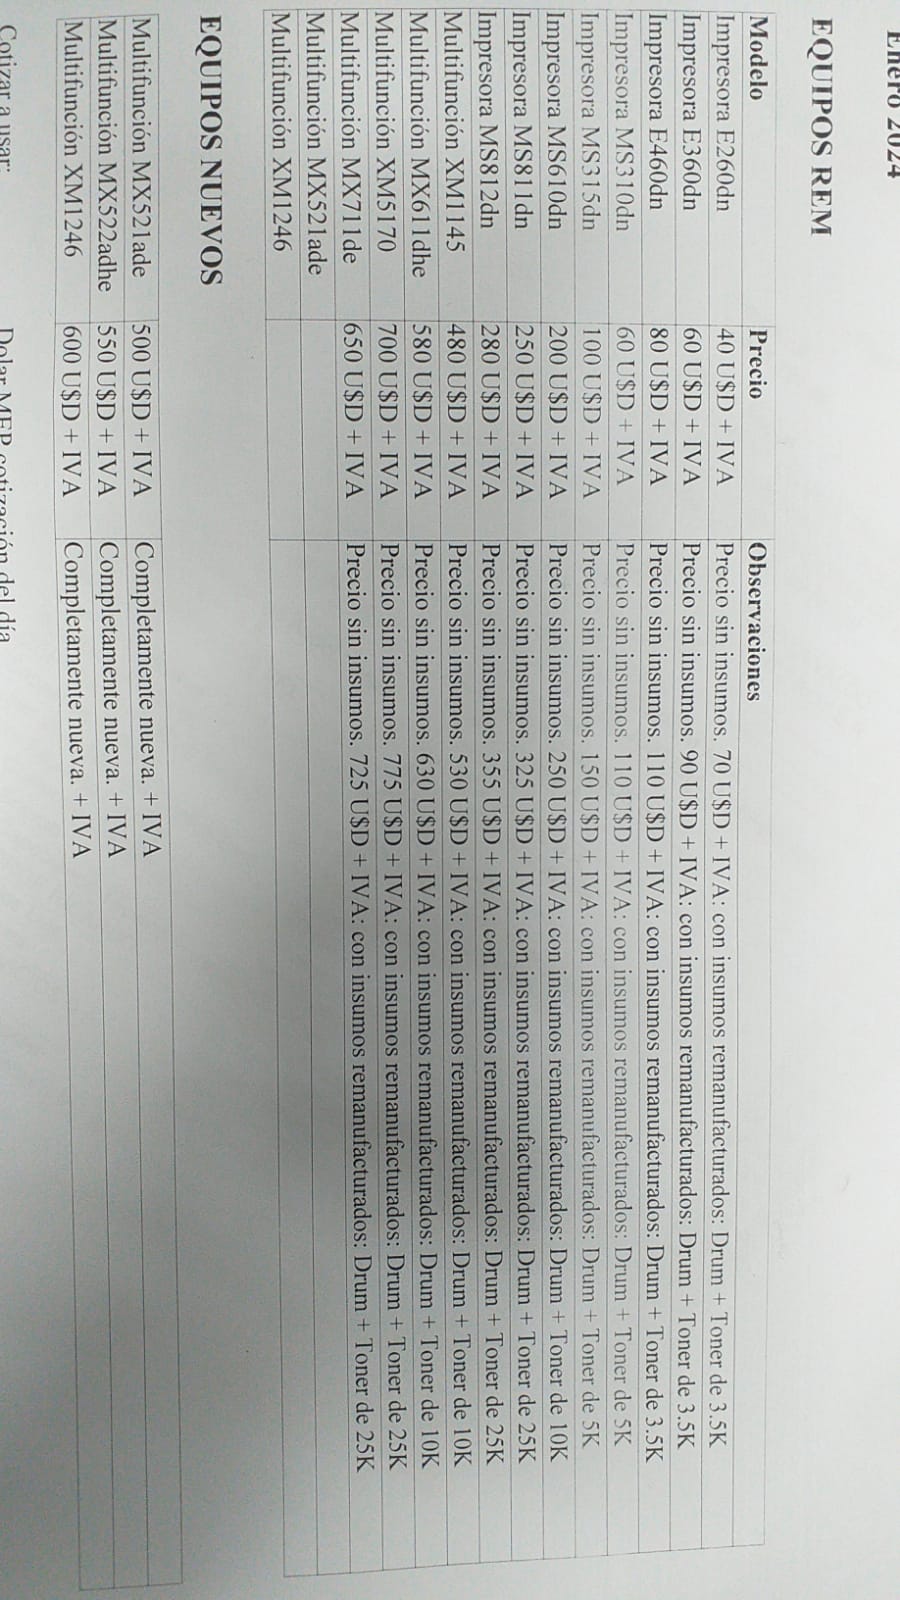 Enero 2024
EQUIPOS REM
Modelo Precio Observaciones
Impresora E260dn 40 U$D + IVA Precio sin insumos. 70 U$D + IVA: con insumos remanufacturados: Drum + Toner de 3.5K
Impresora E360dn 60 U$D + IVA Precio sin insumos. 90 U$D + IVA: con insumos remanufacturados: Drum + Toner de 3.5K
Impresora E460dn 80 U$D + IVA Precio sin insumos. 110 U$D + IVA: con insumos remanufacturados: Drum + Toner de 3.5K
Impresora MS310dn 60 U$D + IVA Precio sin insumos. 110 U$D + IVA: con insumos remanufacturados: Drum + Toner de 5K
Impresora MS315dn 100 U$D + IVA Precio sin insumos. 150 U$D + IVA: con insumos remanufacturados: Drum + Toner de 5K
Impresora MS610dn 200 U$D + IVA Precio sin insumos. 250 U$D + IVA: con insumos remanufacturados: Drum + Toner de 10K
Impresora MS811dn 250 U$D + IVA Precio sin insumos. 325 U$D + IVA: con insumos remanufacturados: Drum + Toner de 25K
Impresora MS812dn 280 U$D + IVA Precio sin insumos. 355 U$D + IVA: con insumos remanufacturados: Drum + Toner de 25K
Multifunción XM1145 480 U$D + IVA Precio sin insumos. 530 U$D + IVA: con insumos remanufacturados: Drum + Toner de 10K
Multifunción MX611dhe 580 U$D + IVA Precio sin insumos. 630 U$D + IVA: con insumos remanufacturados: Drum + Toner de 10K
Multifunción XM5170 700 U$D + IVA Precio sin insumos. 775 U$D + IVA: con insumos remanufacturados: Drum + Toner de 25K
Multifunción MX711de 650 U$D + IVA Precio sin insumos. 725 U$D + IVA: con insumos remanufacturados: Drum + Toner de 25K
Multifunción MX521ade
Multifunción XM1246
EQUIPOS NUEVOS
Multifunción MX521ade 500 U$D + IVA Completamente nueva. + IVA
Multifunción MX522adhe 550 U$D + IVA Completamente nueva. + IVA
Multifunción XM1246 600 U$D + IVA Completamente nueva. + IVA
Cotizar a usar: Dolar MEP cotización del día